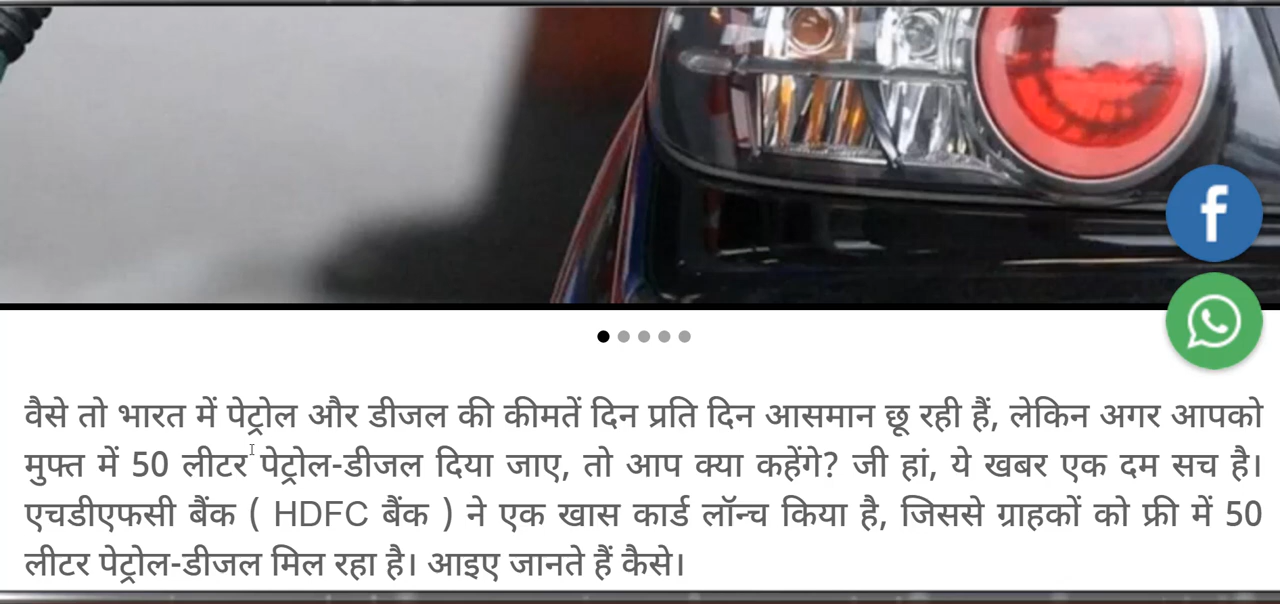 वैसे तो भारत में पेट्रोल और डीजल की कीमतें दिन प्रति दिन आसमान छू रही हैं, लेकिन अगर आपको
मुफ्त में 50 लीटर पेट्रोल-डीजल दिया जाए, तो आप क्या कहेंगे? जी हां, ये खबर एक दम सच है।
एचडीएफसी बैंक ( HDFC बैंक ) ने एक खास कार्ड लॉन्च किया है, जिससे ग्राहकों को फ्री में 50
लीटर पेट्रोल-डीजल मिल रहा है। आइए जानते हैं कैसे।